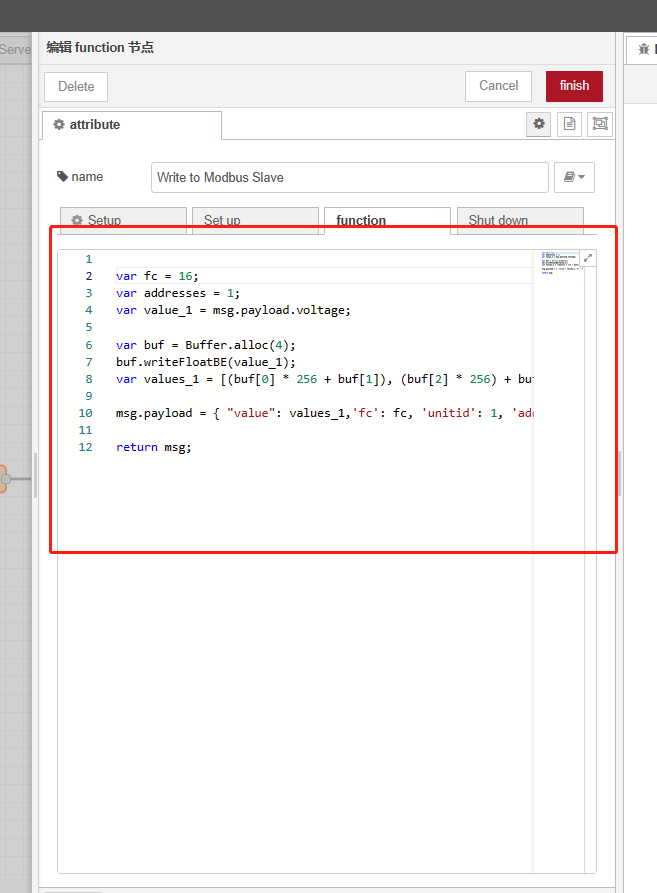 Serve
编辑 function 节点
Delete
Cancel
finish
attribute
name
Write to Modbus Slave
Setup
Set up
function
Shut down
1
2 var fc = 16;
3 var addresses = 1;
4 var value_1 = msg.payload.voltage;
5
6 var buf = Buffer.alloc(4);
7 buf.writeFloatBE(value_1);
8 var values_1 = [(buf[0] * 256 + buf[1]), (buf[2] * 256) + bu
9
10 msg.payload = { "value": values_1,'fc': fc, 'unitid': 1, 'ad
11
12 return msg;